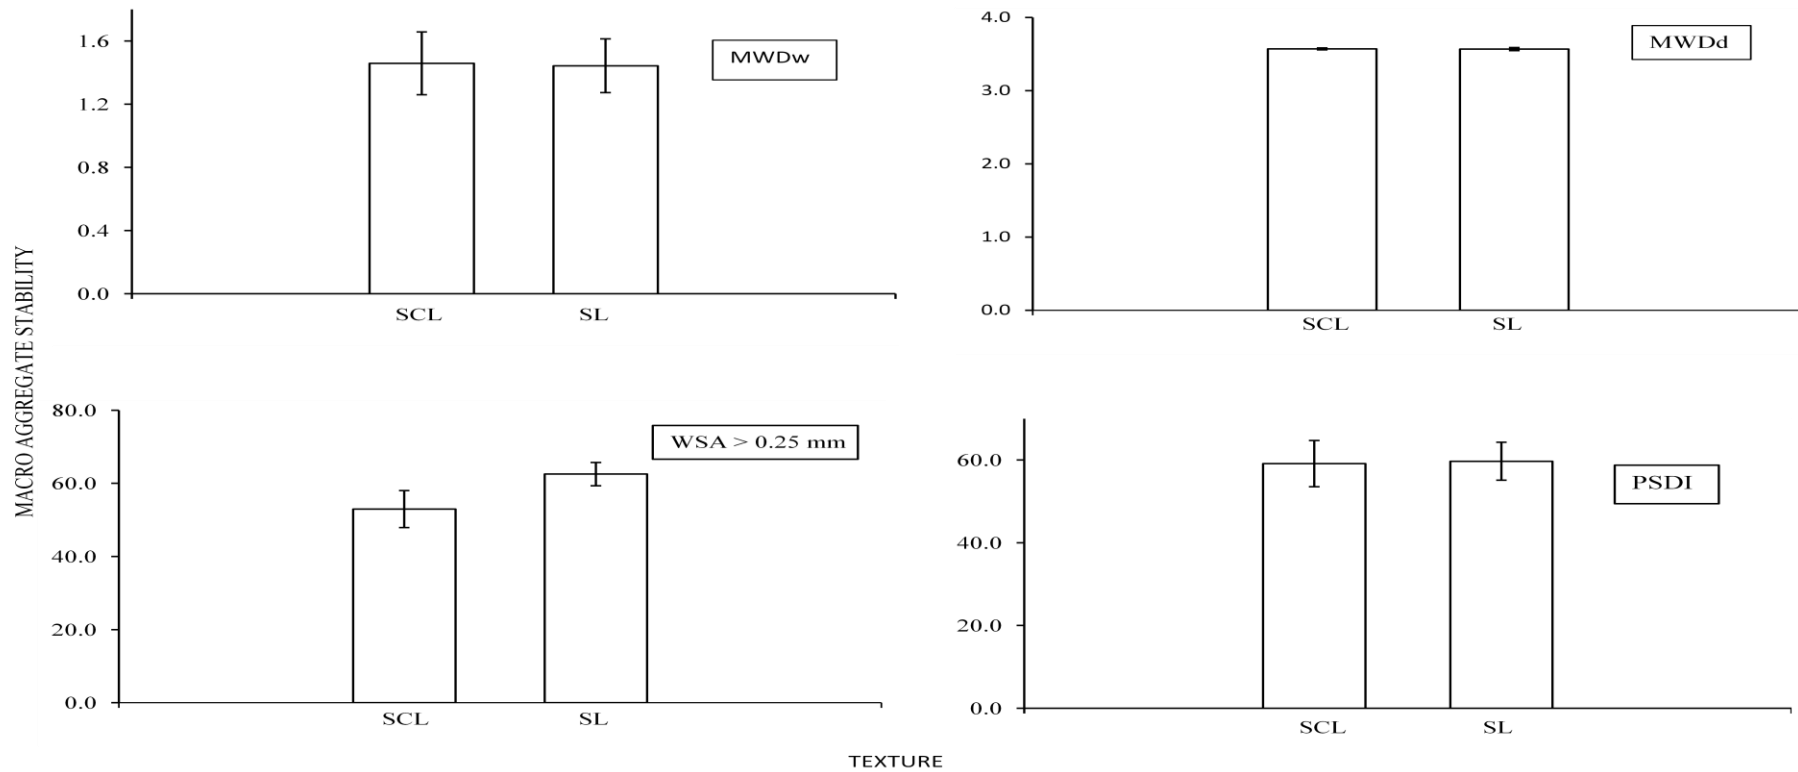 MACRO AGGREGATE STABILITY
1.6
1.2
0.8
0.4
0.0
SCL SL
MWDw
4.0
3.0
2.0
1.0
0.0
SCL SL
MWDd
80.0
60.0
40.0
20.0
0.0
SCL SL
WSA > 0.25 mm
60.0
40.0
20.0
0.0
SCL SL
PSDI
TEXTURE